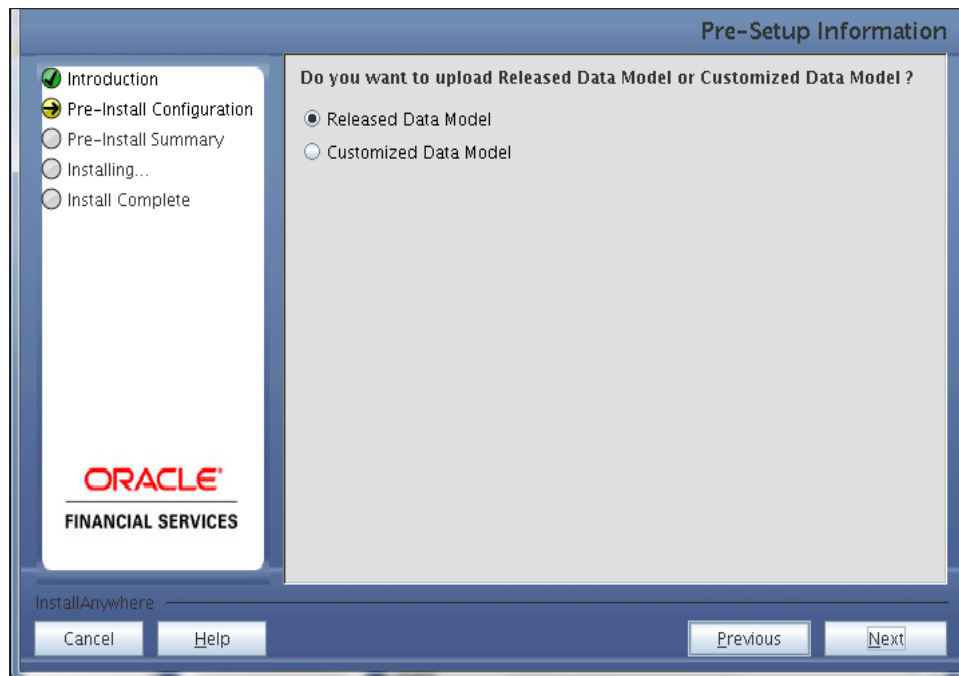 Pre-Setup Information
Introduction
Pre-Install Configuration
Pre-Install Summary
Installing...
Install Complete
ORACLE'
FINANCIAL SERVICES
Do you want to upload Released Data Model or Customized Data Model ?
Released Data Model
Customized Data Model
InstallAnywhere
Cancel
Help
Previous
Next